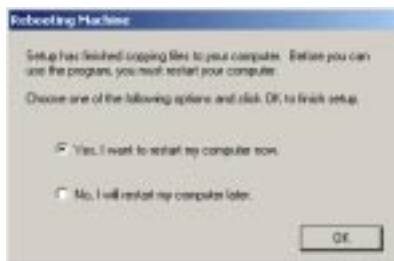 Rebooting Machine
Setup has finished copying files to your computer. Before you can
use the program, you must restart your computer.
Choose one of the following options and click OK to finish setup.
Yes, I want to restart my computer now.
No, I will restart my computer later.
OK